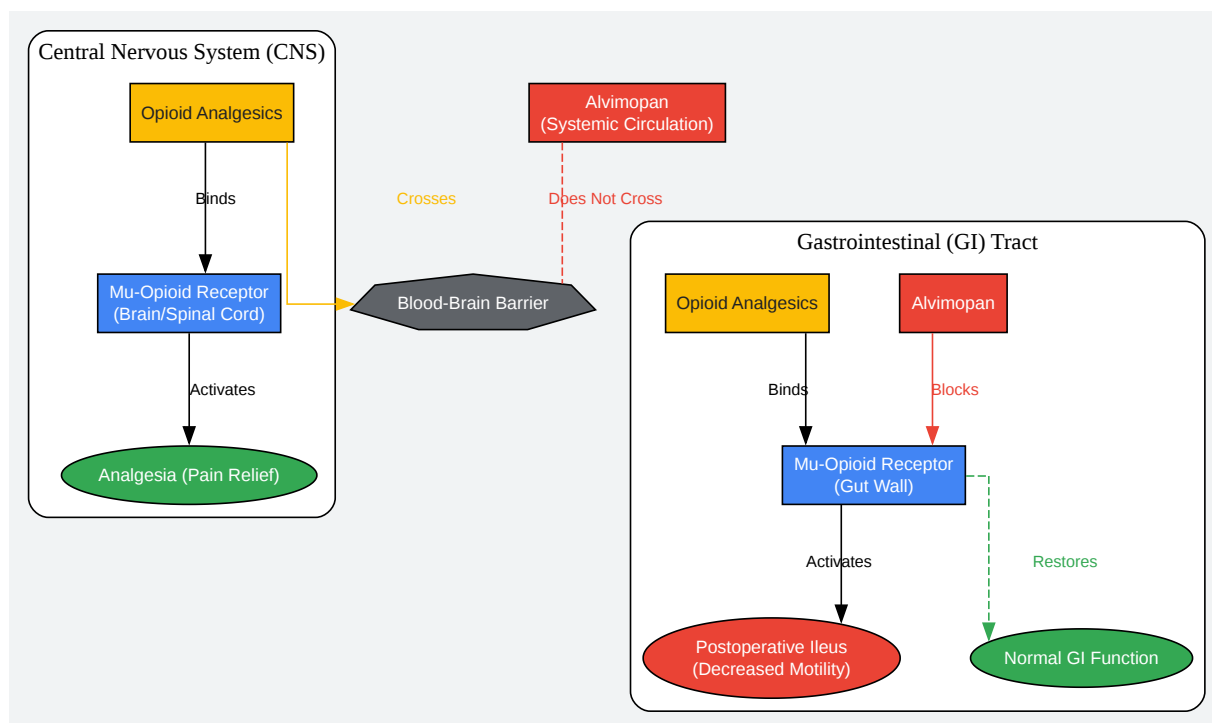 Central Nervous System (CNS)
Opioid Analgesics
Binds
Mu-Opioid Receptor
(Brain/Spinal Cord)
Activates
Analgesia (Pain Relief)
Alvimopan
(Systemic Circulation)
Crosses
Does Not Cross
Blood-Brain Barrier
Gastrointestinal (GI) Tract
Opioid Analgesics
Alvimopan
Binds
Blocks
Mu-Opioid Receptor
(Gut Wall)
Activates
Restores
Postoperative Ileus
(Decreased Motility)
Normal GI Function